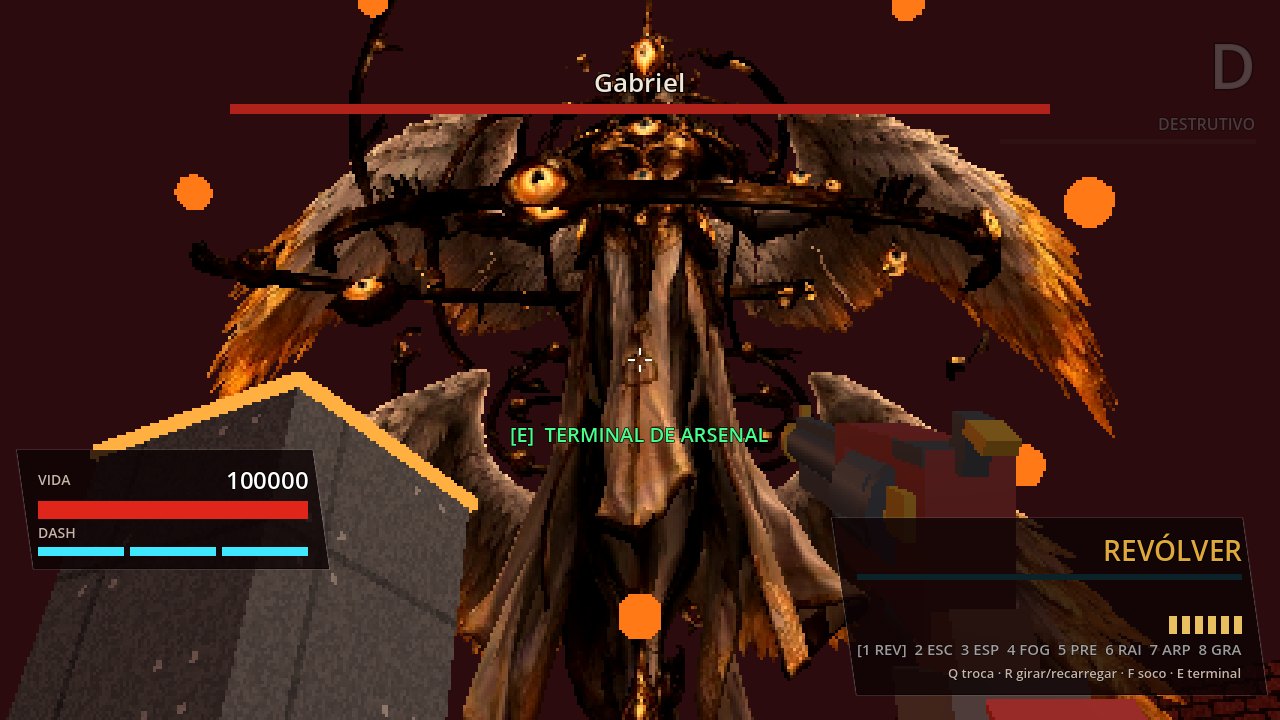 Gabriel
D
DESTRUTIVO
[E]  TERMINAL DE ARSENAL
VIDA
100000
DASH
REVÓLVER
[1 REV]  2 ESC  3 ESP  4 FOG  5 PRE  6 RAI  7 ARP  8 GRA
Q troca · R girar/recarregar · F soco · E terminal